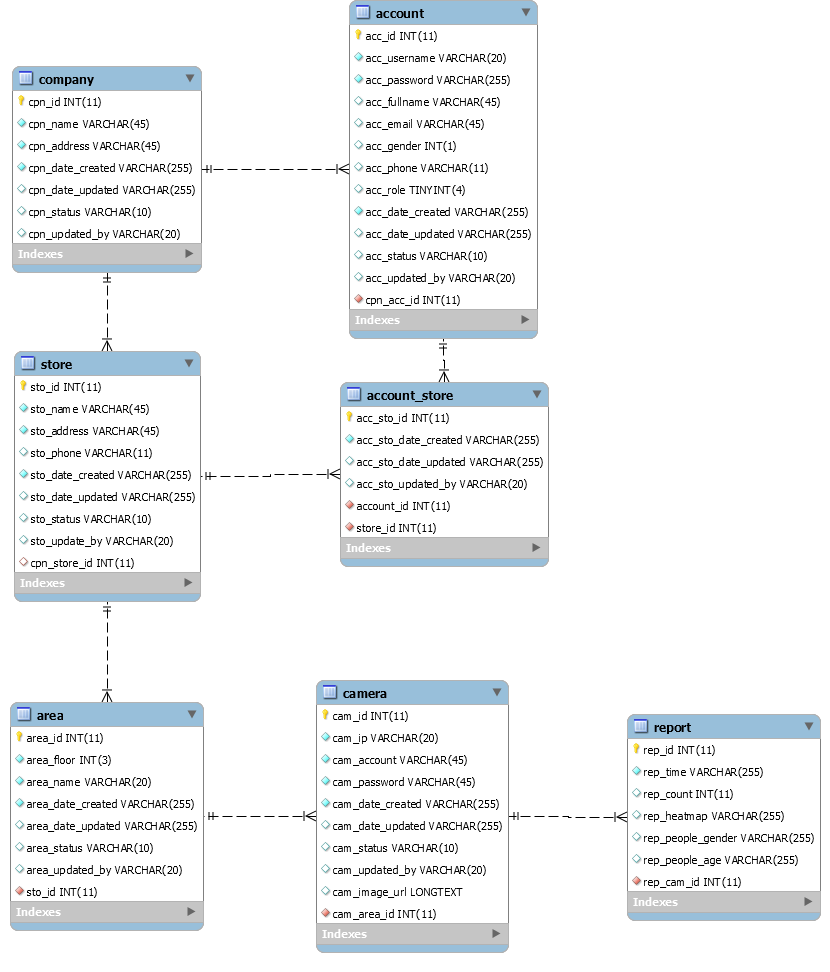 company
cpn_id INT(11)
cpn_name VARCHAR(45)
cpn_address VARCHAR(45)
cpn_date_created VARCHAR(255)
cpn_date_updated VARCHAR(255)
cpn_status VARCHAR(10)
cpn_updated_by VARCHAR(20)
Indexes
account
acc_id INT(11)
acc_username VARCHAR(20)
acc_password VARCHAR(255)
acc_fullname VARCHAR(45)
acc_email VARCHAR(45)
acc_gender INT(1)
acc_phone VARCHAR(11)
acc_role TINYINT(4)
acc_date_created VARCHAR(255)
acc_date_updated VARCHAR(255)
acc_status VARCHAR(10)
acc_updated_by VARCHAR(20)
cpn_acc_id INT(11)
Indexes
store
sto_id INT(11)
sto_name VARCHAR(45)
sto_address VARCHAR(45)
sto_phone VARCHAR(11)
sto_date_created VARCHAR(255)
sto_date_updated VARCHAR(255)
sto_status VARCHAR(10)
sto_update_by VARCHAR(20)
cpn_store_id INT(11)
Indexes
account_store
acc_sto_id INT(11)
acc_sto_date_created VARCHAR(255)
acc_sto_date_updated VARCHAR(255)
acc_sto_updated_by VARCHAR(20)
account_id INT(11)
store_id INT(11)
Indexes
area
area_id INT(11)
area_floor INT(3)
area_name VARCHAR(20)
area_date_created VARCHAR(255)
area_date_updated VARCHAR(255)
area_status VARCHAR(10)
area_updated_by VARCHAR(20)
sto_id INT(11)
Indexes
camera
cam_id INT(11)
cam_ip VARCHAR(20)
cam_account VARCHAR(45)
cam_password VARCHAR(45)
cam_date_created VARCHAR(255)
cam_date_updated VARCHAR(255)
cam_status VARCHAR(10)
cam_updated_by VARCHAR(20)
cam_image_url LONGTEXT
cam_area_id INT(11)
Indexes
report
rep_id INT(11)
rep_time VARCHAR(255)
rep_count INT(11)
rep_heatmap VARCHAR(255)
rep_people_gender VARCHAR(255)
rep_people_age VARCHAR(255)
rep_cam_id INT(11)
Indexes